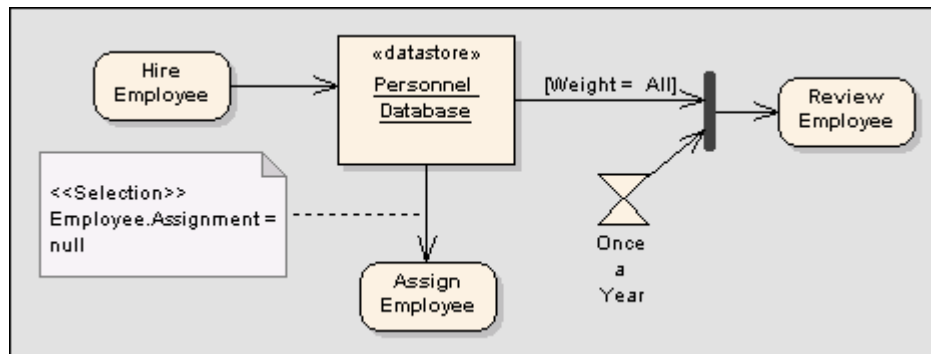 Hire
Employee
«datastore»
Personnel
Database
[Weight = All]
Review
Employee
<<Selection>>
Employee.Assignment =
null
Assign
Employee
Once
a
Year